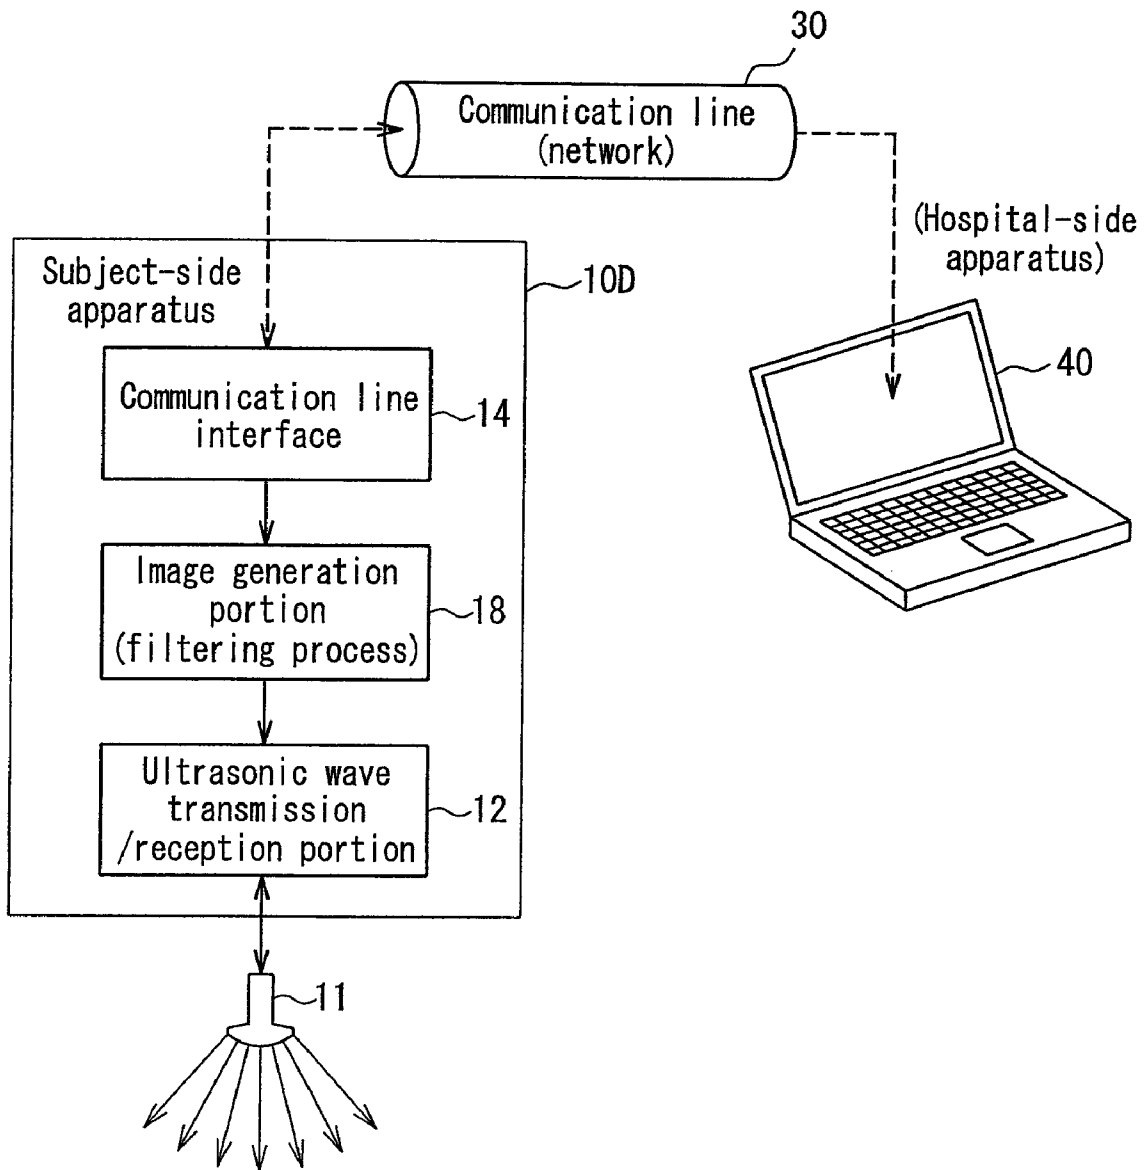 30
Communication line
(network)
(Hospital-side
apparatus)
Subject-side
apparatus
10D
40
Communication line
interface
14
Image generation
portion
(filtering process)
18
Ultrasonic wave
transmission
/reception portion
12
11